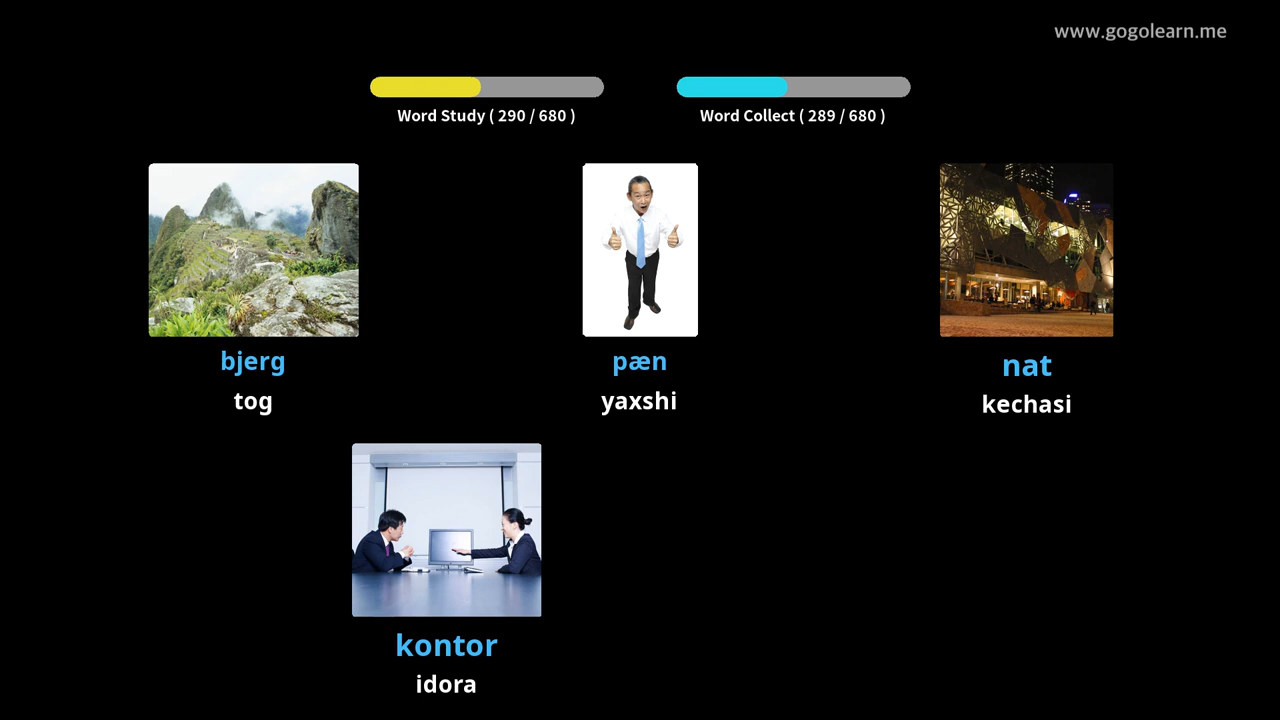 www.gogolearn.me
Word Study ( 290 / 680 )
Word Collect ( 289 / 680 )
bjerg
tog
pæn
yaxshi
nat
kechasi
kontor
idora